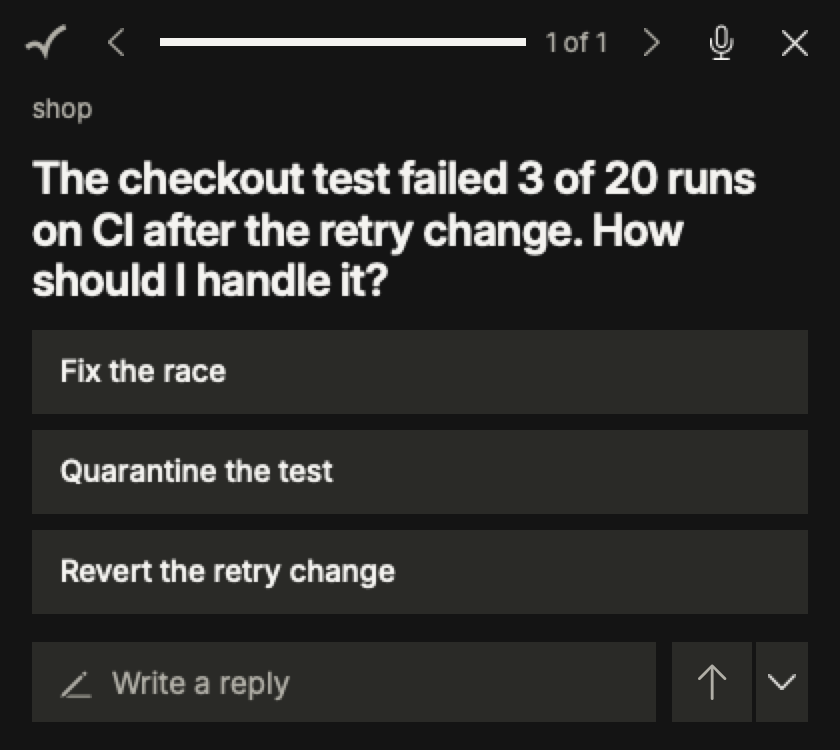 1 of 1
shop
The checkout test failed 3 of 20 runs
on CI after the retry change. How
should I handle it?
Fix the race
Quarantine the test
Revert the retry change
Write a reply